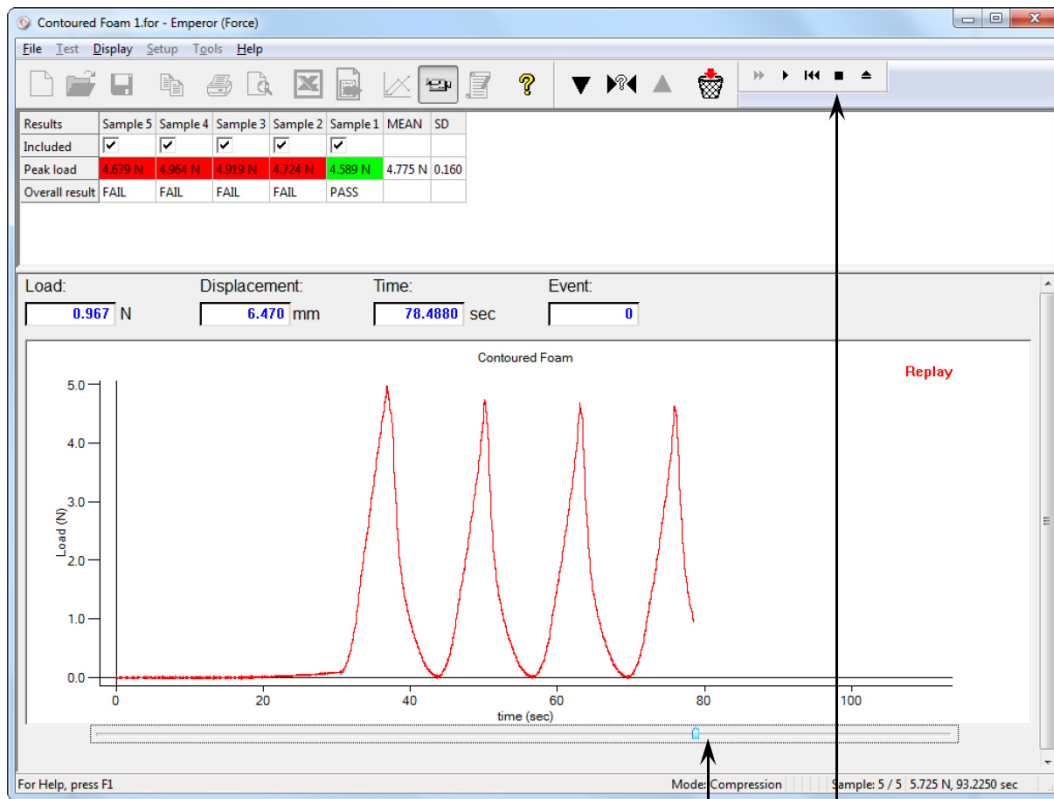 Contoured Foam 1.for - Emperor (Force)
File Test Display Setup Tools Help
Results Sample 5 Sample 4 Sample 3 Sample 2 Sample 1 MEAN SD
Included
Peak load 4.679 N 4.964 N 4.919 N 4.724 N 4.589 N 4.775 N 0.160
Overall result FAIL FAIL FAIL FAIL PASS
Load: Displacement: Time: Event:
0.967 N 6.470 mm 78.4880 sec 0
Contoured Foam
Replay
5.0
4.0
3.0
2.0
1.0
0.0
Load (N)
0 20 40 60 80 100
time (sec)
For Help, press F1 Mode: Compression Sample: 5 / 5 5.725 N, 93.2250 sec